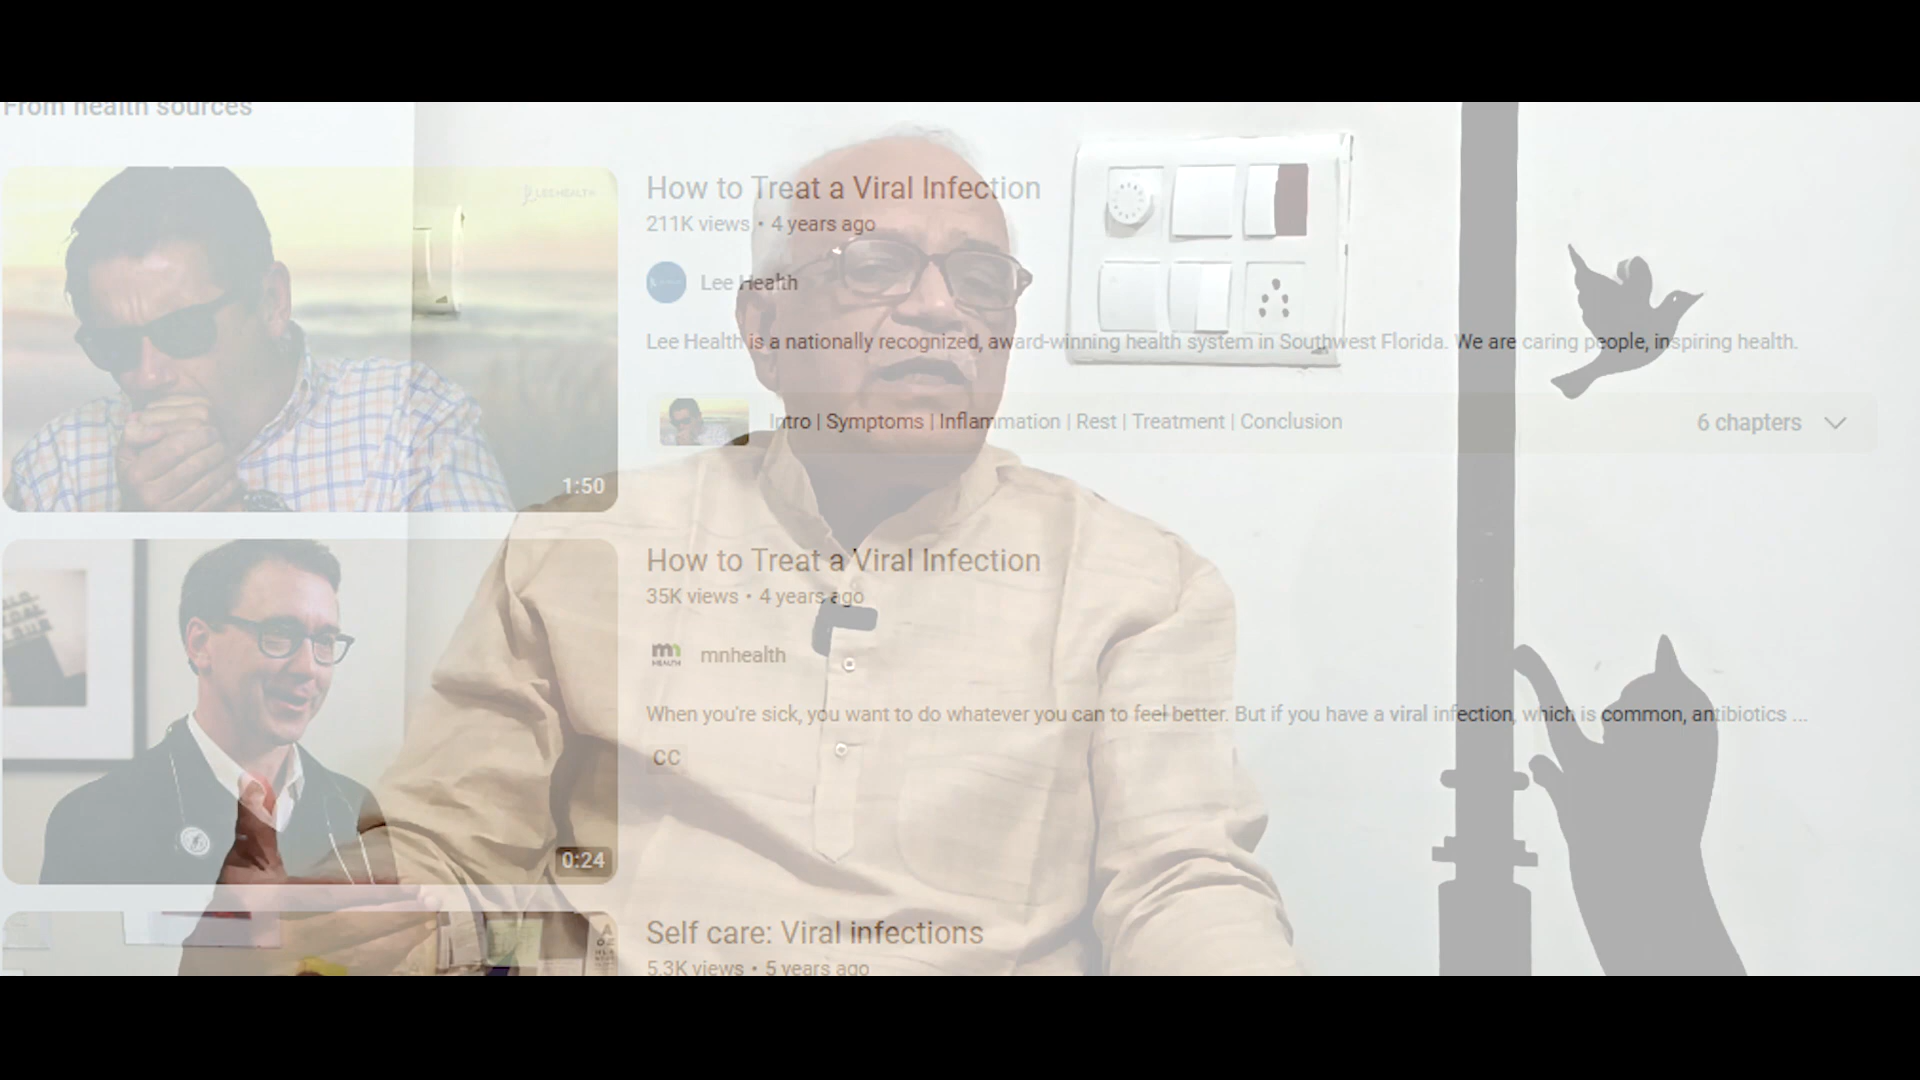 From health sources
LEEHEALTH
1:50
How to Treat a Viral Infection
211K views • 4 years ago
Lee Health
Lee Health is a nationally recognized, award-winning health system in Southwest Florida. We are caring people, inspiring health.
Intro | Symptoms | Inflammation | Rest | Treatment | Conclusion
6 chapters
0:24
How to Treat a Viral Infection
35K views • 4 years ago
mn HEALTH
mnhealth
When you're sick, you want to do whatever you can to feel better. But if you have a viral infection, which is common, antibiotics ...
CC
Self care: Viral infections
5.3K views • 5 years ago